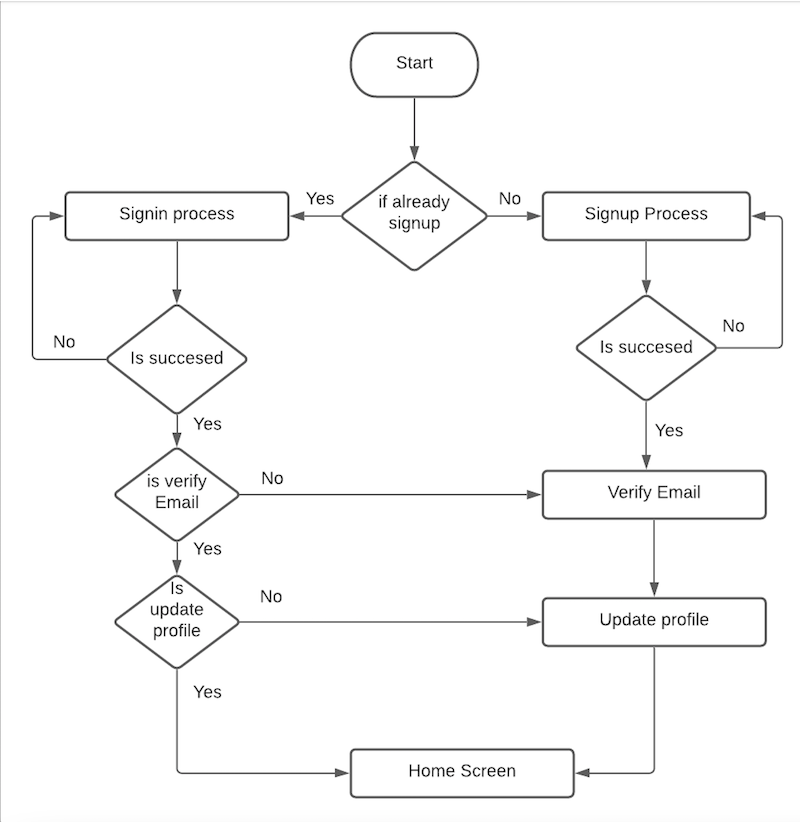 Start
Yes
if already
signup
No
Signin process
Signup Process
No
Is succesed
No
Is succesed
Yes
Yes
is verify
Email
No
Verify Email
Yes
Is
update
profile
No
Update profile
Yes
Home Screen